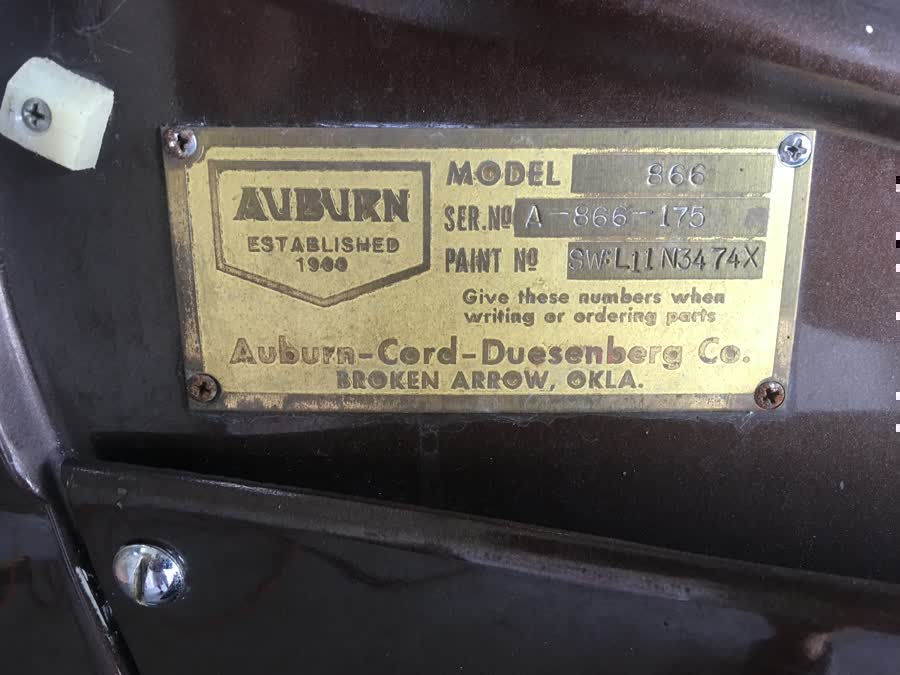 AUBURN
ESTABLISHED
1900
MODEL 866
SER.Nº A-866-175
PAINT Nº SW:L11N3474X
Give these numbers when
writing or ordering parts
Auburn-Cord-Duesenberg Co.
BROKEN ARROW, OKLA.